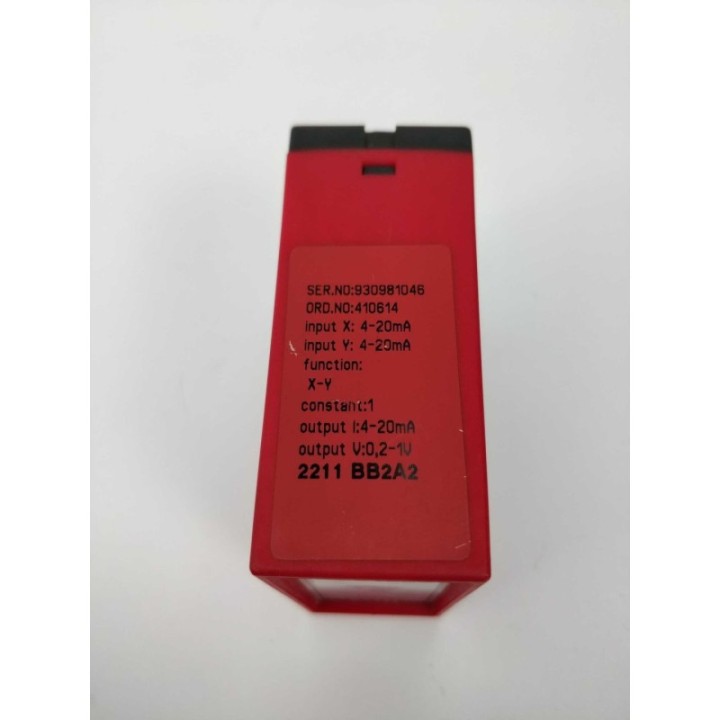 SER.NO:930981046
ORD.NO:410614
input X: 4-20mA
input Y: 4-20mA
function:
X-Y
constant:1
output I:4-20mA
output V:0,2-1V
2211 BB2A2